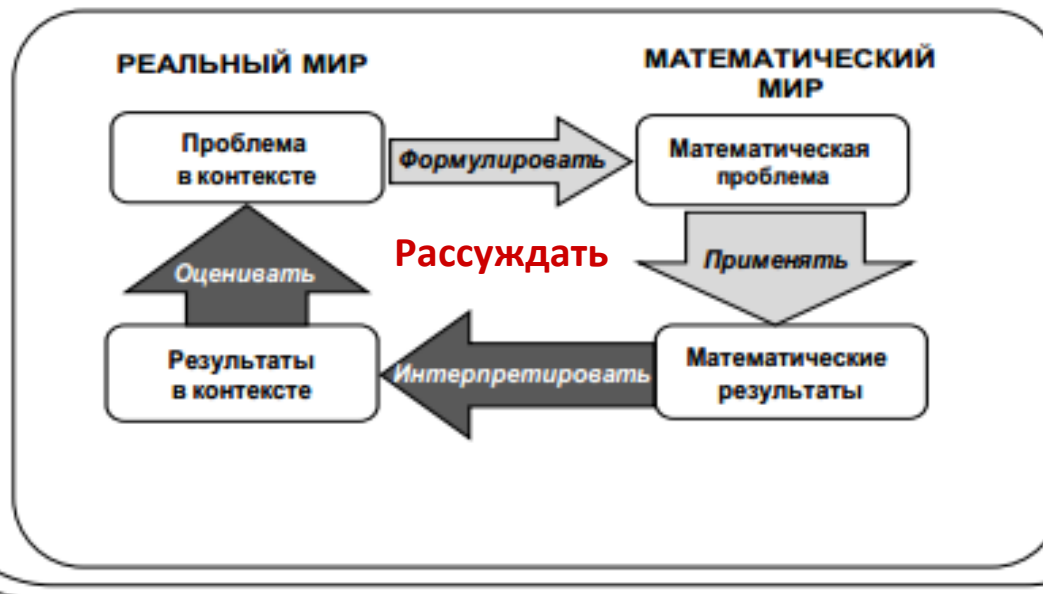 РЕАЛЬНЫЙ МИР
МАТЕМАТИЧЕСКИЙ
МИР
Проблема
в контексте
Формулировать
Математическая
проблема
Рассуждать
Оценивать
Применять
Результаты
в контексте
Интерпретировать
Математические
результаты